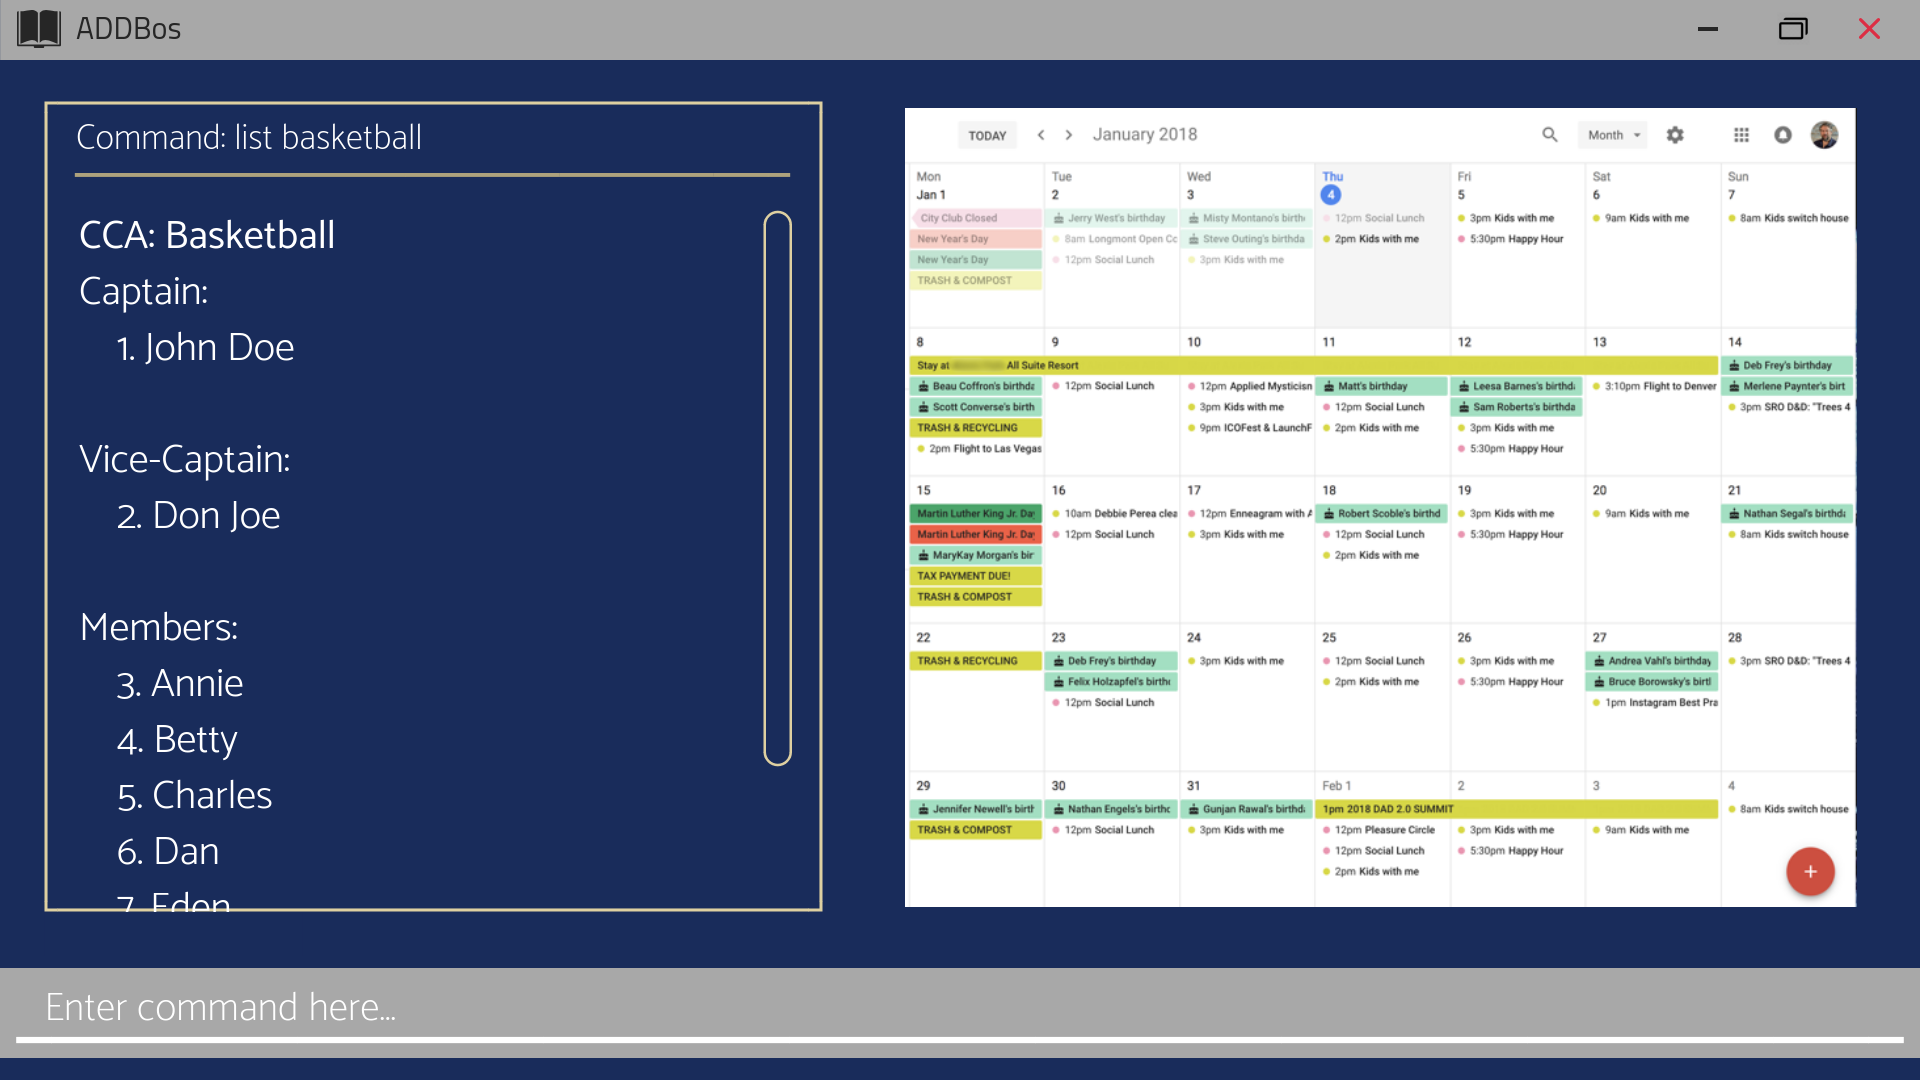 ADDBos
Command: list basketball
CCA: Basketball
Captain:
1. John Doe
Vice-Captain:
2. Don Joe
Members:
3. Annie
4. Betty
5. Charles
6. Dan
7. Eden
TODAY < > January 2018 Month
Mon Tue Wed Thu Fri Sat Sun
Jan 1 2 3 4 5 6 7
City Club Closed Jerry West's birthday Misty Montano's birth 12pm Social Lunch 3pm Kids with me 9am Kids with me 8am Kids switch house
New Year's Day 8am Longmont Open Cc Steve Outing's birthda 2pm Kids with me 5:30pm Happy Hour
New Year's Day 12pm Social Lunch 3pm Kids with me
TRASH & COMPOST
8 9 10 11 12 13 14
Stay at All Suite Resort Deb Frey's birthday
Beau Coffron's birthda 12pm Social Lunch 12pm Applied Mysticisn Matt's birthday Leesa Barnes's birthd 3:10pm Flight to Denver Merlene Paynter's birt
Scott Converse's birth 3pm Kids with me 12pm Social Lunch Sam Roberts's birthda 3pm SRO D&D: "Trees 4
TRASH & RECYCLING 9pm ICOFest & LaunchF 2pm Kids with me 3pm Kids with me
2pm Flight to Las Vegas 5:30pm Happy Hour
15 16 17 18 19 20 21
Martin Luther King Jr. Da 10am Debbie Perea clea 12pm Enneagram with A Robert Scoble's birthd 3pm Kids with me 9am Kids with me Nathan Segal's birthda
Martin Luther King Jr. Da 12pm Social Lunch 3pm Kids with me 12pm Social Lunch 5:30pm Happy Hour 8am Kids switch house
MaryKay Morgan's bir 2pm Kids with me
TAX PAYMENT DUE!
TRASH & COMPOST
22 23 24 25 26 27 28
TRASH & RECYCLING Deb Frey's birthday 3pm Kids with me 12pm Social Lunch 3pm Kids with me Andrea Vahl's birthday 3pm SRO D&D: "Trees 4
Felix Holzapfel's birth 2pm Kids with me 5:30pm Happy Hour Bruce Borowsky's birtl
12pm Social Lunch 1pm Instagram Best Pra
29 30 31 Feb 1 2 3 4
Jennifer Newell's birth Nathan Engels's birthc Gunjan Rawal's birthd 1pm 2018 DAD 2.0 SUMMIT 8am Kids switch house
TRASH & COMPOST 12pm Social Lunch 3pm Kids with me 12pm Pleasure Circle 3pm Kids with me 9am Kids with me
12pm Social Lunch 5:30pm Happy Hour
2pm Kids with me
+
Enter command here...